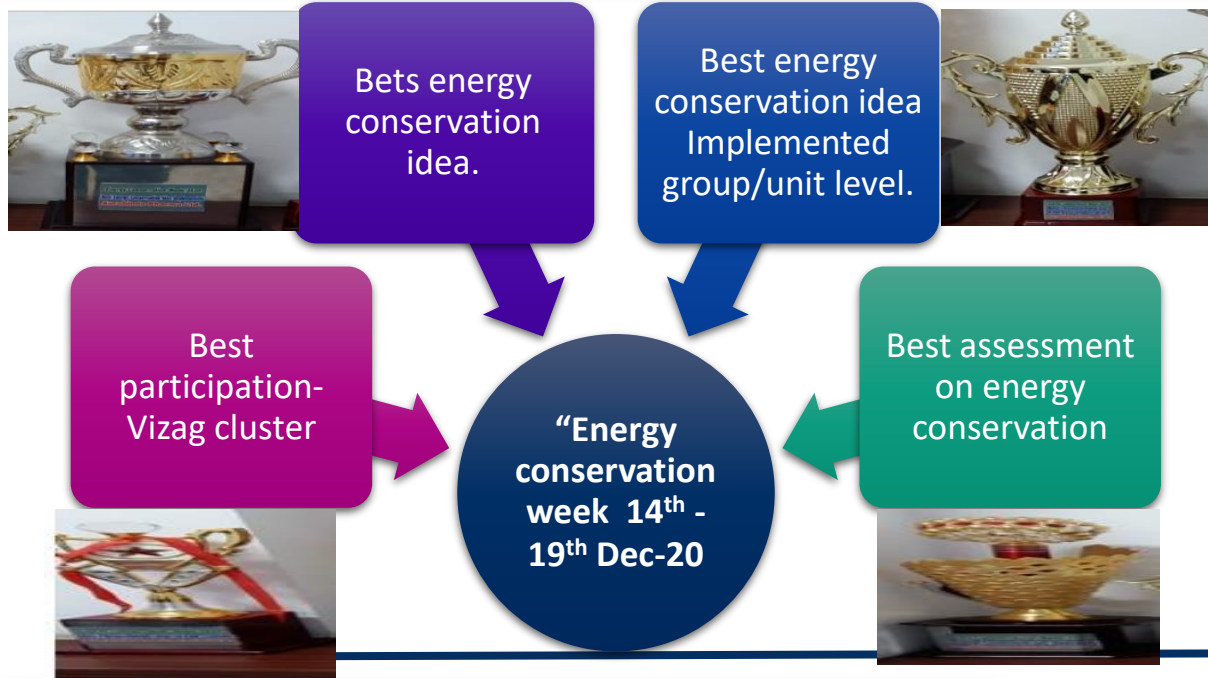 Bets energy
conservation
idea.
Best energy
conservation idea
Implemented
group/unit level.
Best
participation-
Vizag cluster
Best assessment
on energy
conservation
“Energy
conservation
week 14th -
19th Dec-20